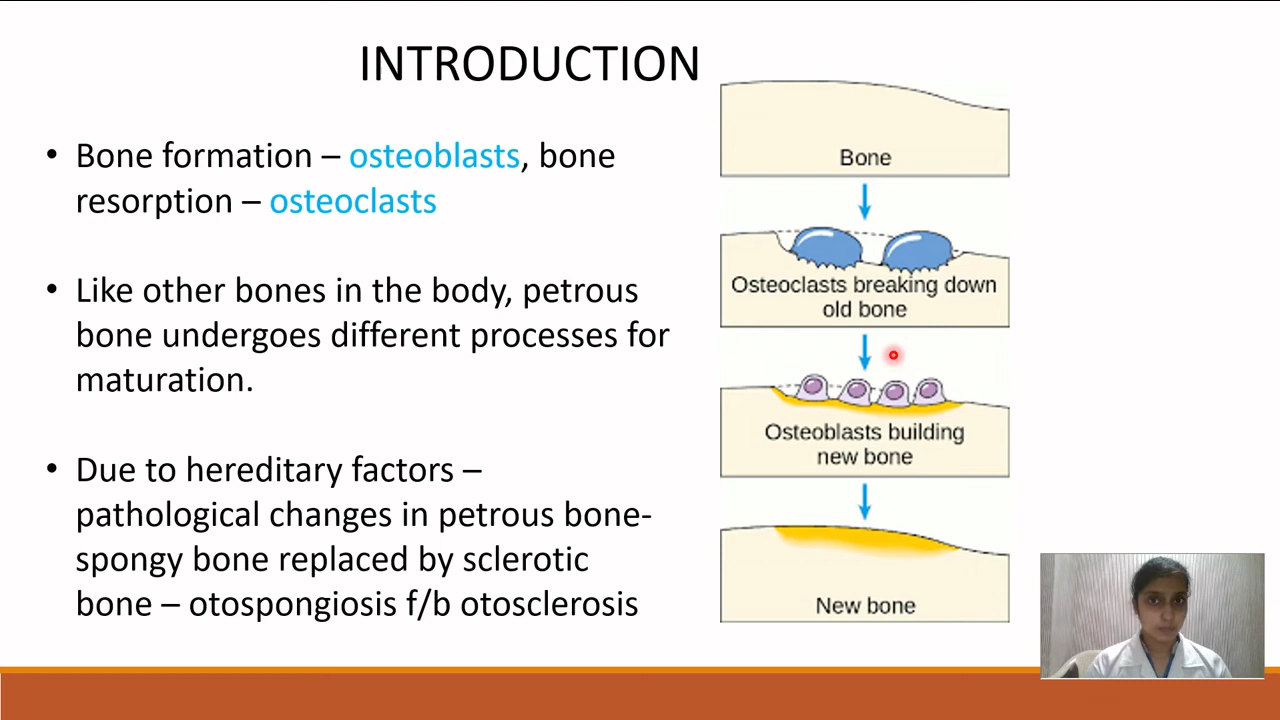 INTRODUCTION
• Bone formation – osteoblasts, bone
resorption – osteoclasts
• Like other bones in the body, petrous
bone undergoes different processes for
maturation.
• Due to hereditary factors –
pathological changes in petrous bone-
spongy bone replaced by sclerotic
bone – otospongiosis f/b otosclerosis
Bone
Osteoclasts breaking down
old bone
Osteoblasts building
new bone
New bone